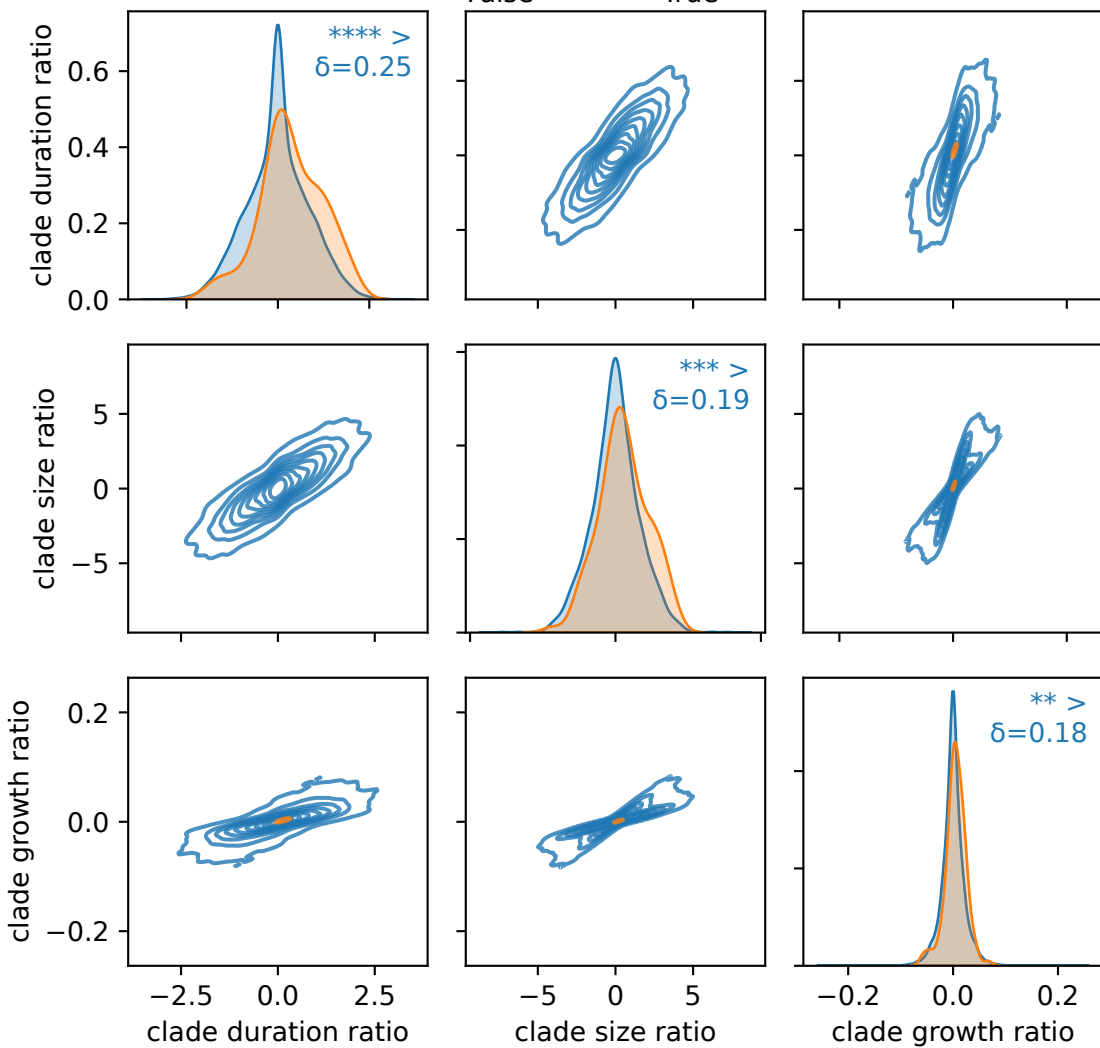 **** >
δ=0.25
clade duration ratio
0.6
0.4
0.2
0.0
*** >
δ=0.19
clade size ratio
5
0
−5
** >
δ=0.18
clade growth ratio
0.2
0.0
−0.2
−2.5 0.0 2.5 −5 0 5 −0.2 0.0 0.2
clade duration ratio clade size ratio clade growth ratio